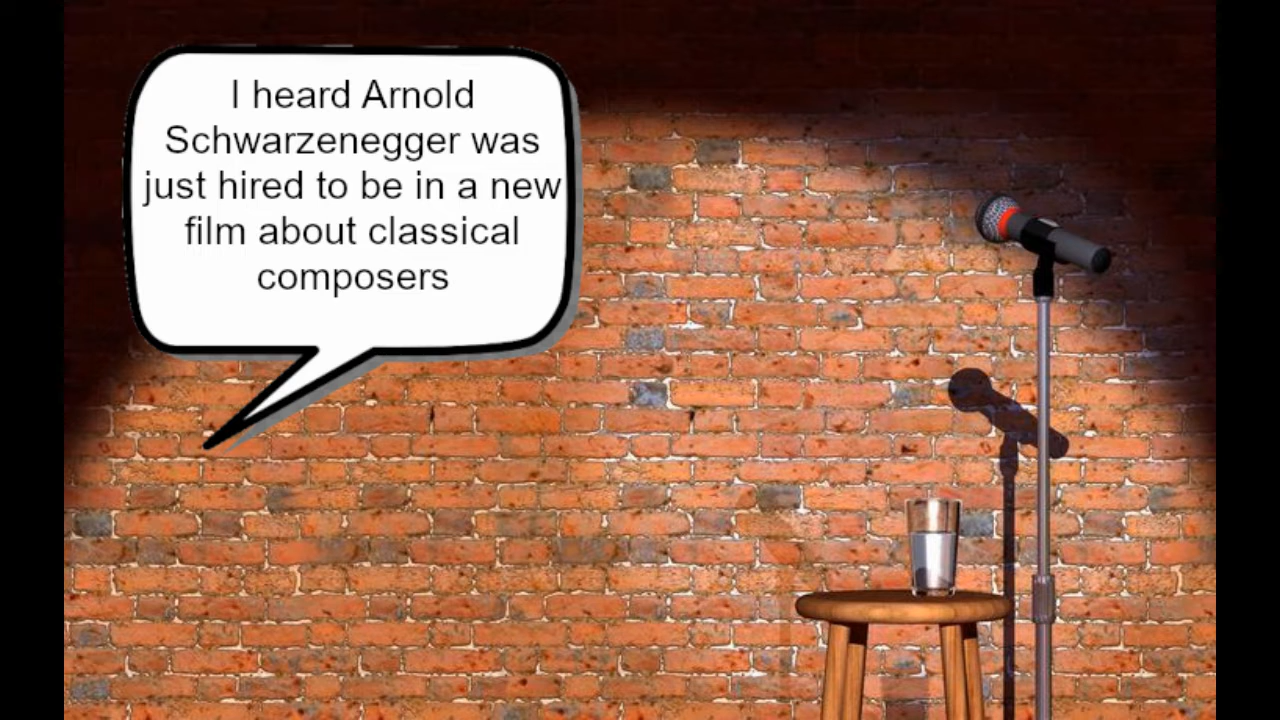 I heard Arnold
Schwarzenegger was
just hired to be in a new
film about classical
composers